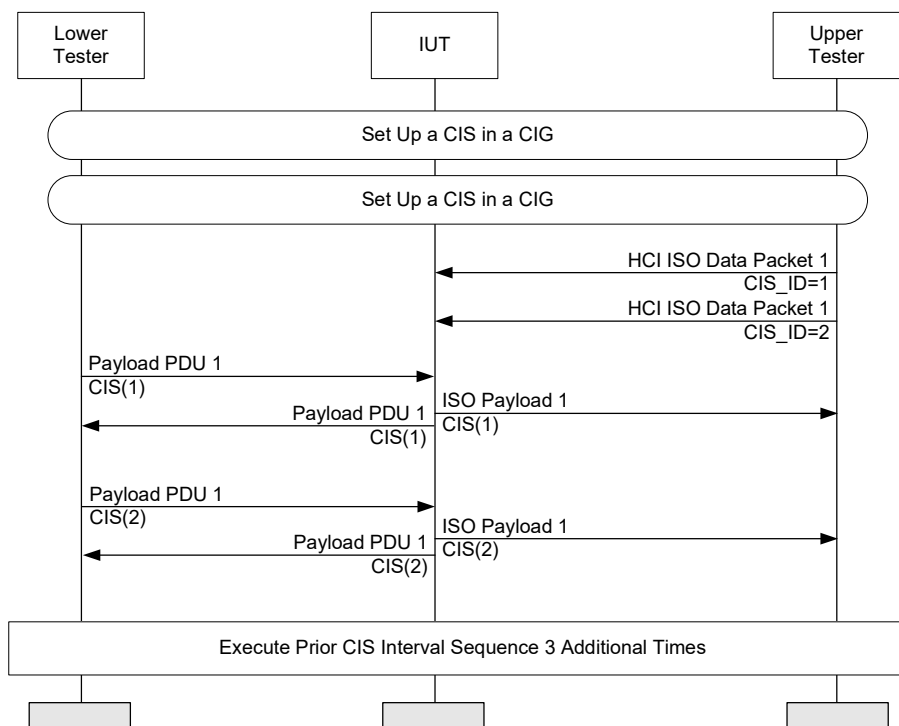 Lower
Tester
IUT
Upper
Tester
Set Up a CIS in a CIG
Set Up a CIS in a CIG
HCI ISO Data Packet 1
CIS_ID=1
HCI ISO Data Packet 1
CIS_ID=2
Payload PDU 1
CIS(1)
ISO Payload 1
CIS(1)
Payload PDU 1
CIS(1)
Payload PDU 1
CIS(2)
ISO Payload 1
CIS(2)
Payload PDU 1
CIS(2)
Execute Prior CIS Interval Sequence 3 Additional Times